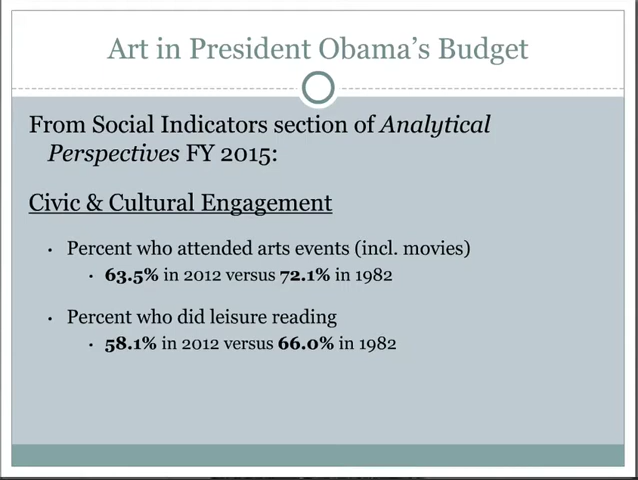 Art in President Obama's Budget
From Social Indicators section of Analytical
Perspectives FY 2015:
Civic & Cultural Engagement
• Percent who attended arts events (incl. movies)
• 63.5% in 2012 versus 72.1% in 1982
• Percent who did leisure reading
• 58.1% in 2012 versus 66.0% in 1982